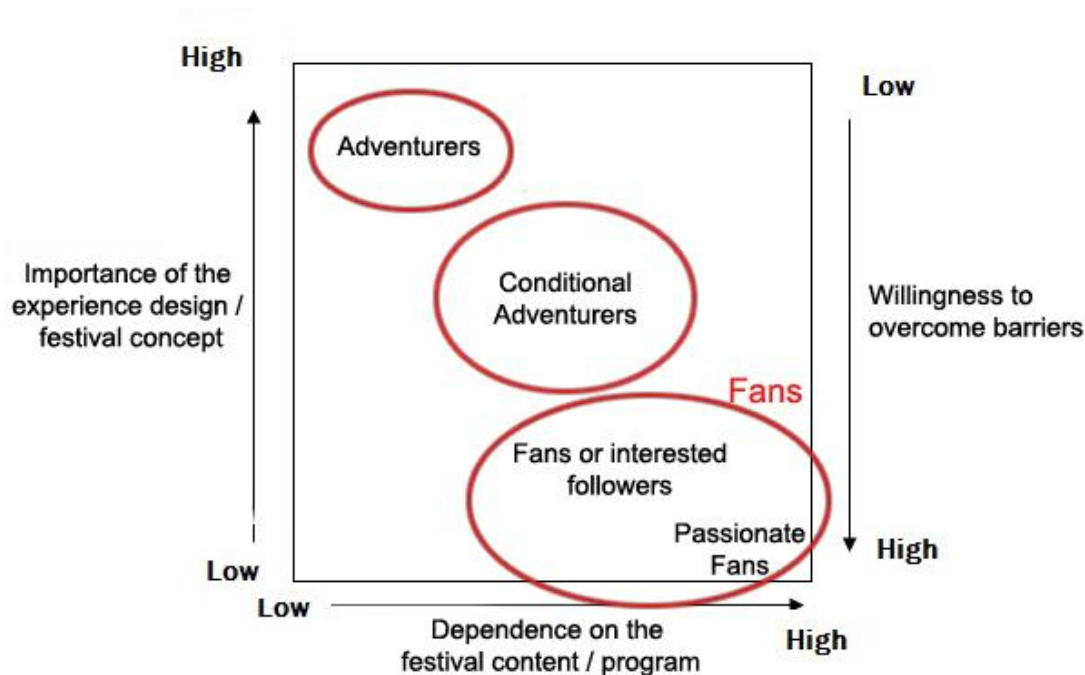 High
Low
Adventurers
Importance of the
experience design /
festival concept
Conditional
Adventurers
Willingness to
overcome barriers
Fans
Fans or interested
followers
Passionate
Fans
High
Low
Low
Dependence on the
festival content / program
High